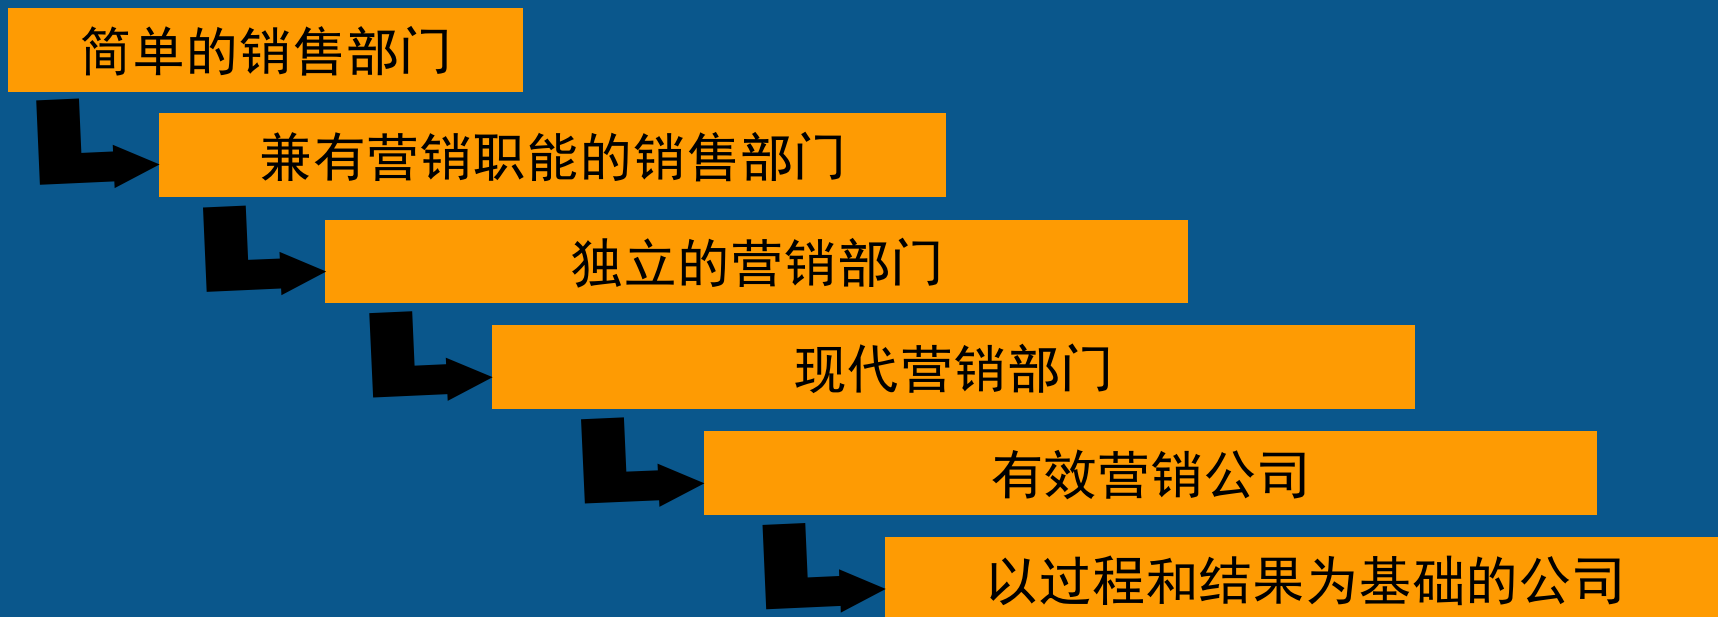 简单的销售部门
兼有营销职能的销售部门
独立的营销部门
现代营销部门
有效营销公司
以过程和结果为基础的公司